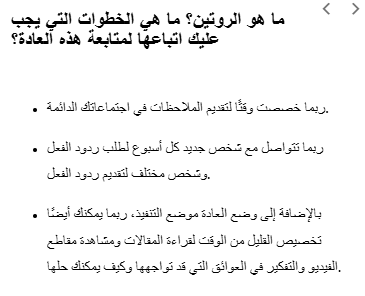 ما هو الروتين؟ ما هي الخطوات التي يجب
عليك اتباعها لمتابعة هذه العادة؟
ربما خصصت وقتًا لتقديم الملاحظات في اجتماعاتك الدائمة.
ربما تتواصل مع شخص جديد كل أسبوع لطلب ردود الفعل
وشخص مختلف لتقديم ردود الفعل.
بالإضافة إلى وضع العادة موضع التنفيذ، ربما يمكنك أيضًا
تخصيص القليل من الوقت لقراءة المقالات ومشاهدة مقاطع
الفيديو والتفكير في العوائق التي قد تواجهها وكيف يمكنك حلها.